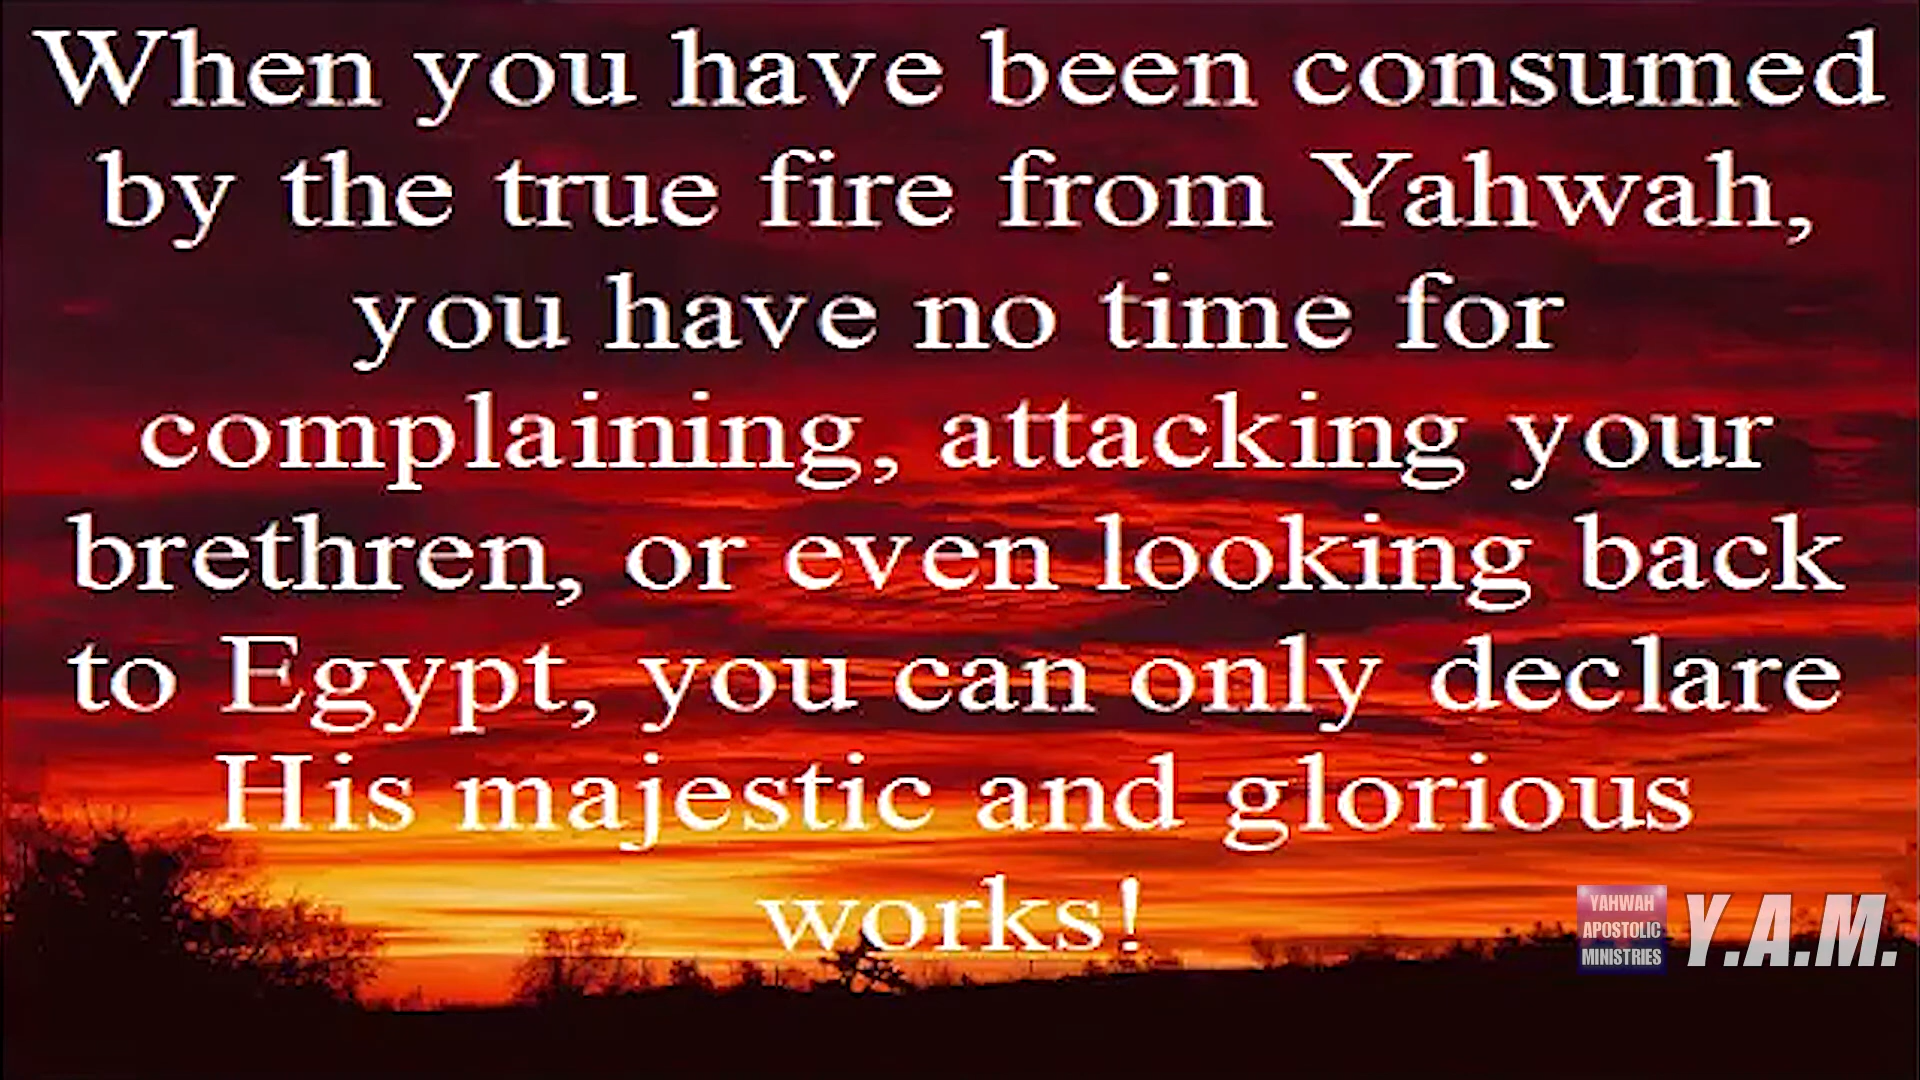 When you have been consumed
by the true fire from Yahwah,
you have no time for
complaining, attacking your
brethren, or even looking back
to Egypt, you can only declare
His majestic and glorious
works!
YAHWAH
APOSTOLIC
MINISTRIES
Y.A.M.